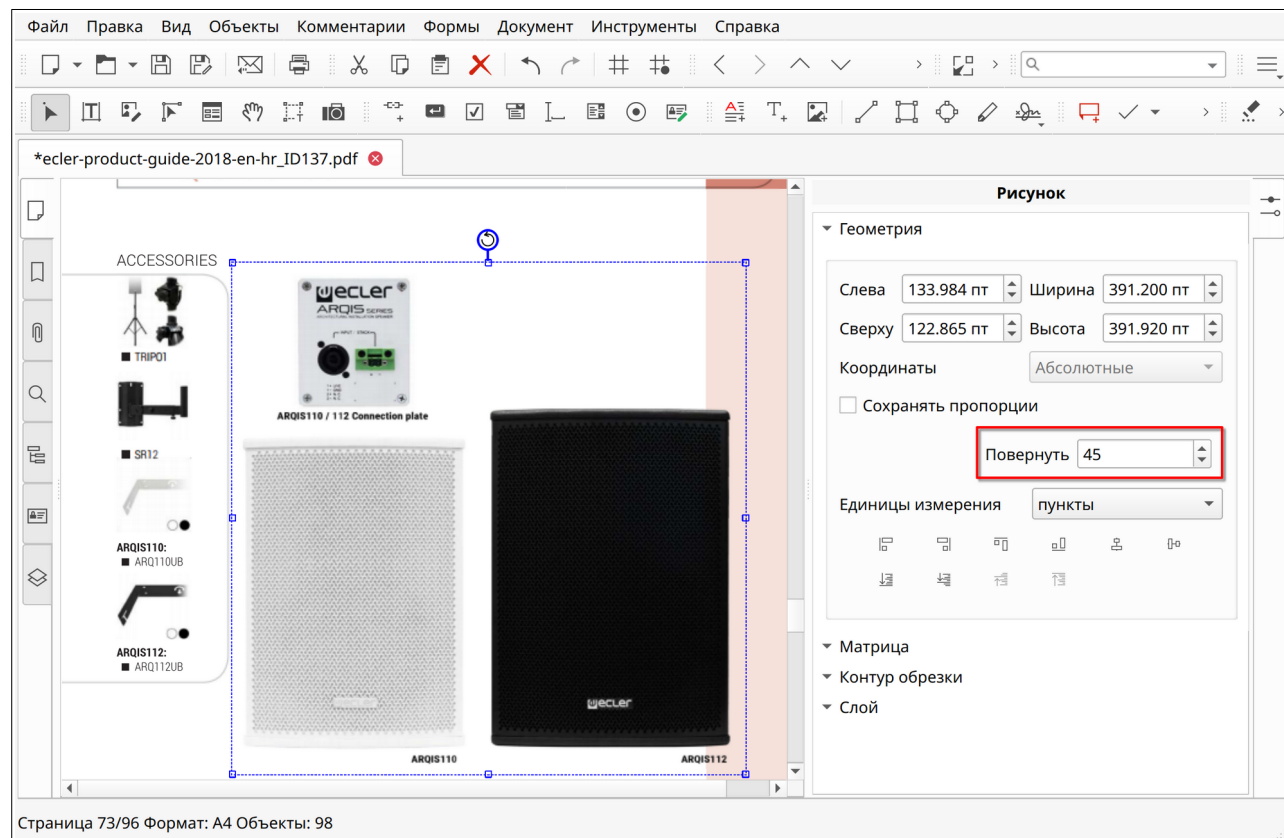 Файл Правка Вид Объекты Комментарии Формы Документ Инструменты Справка
*ecler-product-guide-2018-en-hr_ID137.pdf
Рисунок
Геометрия
Слева 133.984 пт Ширина 391.200 пт
Сверху 122.865 пт Высота 391.920 пт
Координаты Абсолютные
Сохранять пропорции
Повернуть 45
Единицы измерения пункты
Матрица
Контур обрезки
Слой
ACCESSORIES
TRIPO1
SR12
ARQIS110:
ARQ110UB
ARQIS112:
ARQ112UB
ecler
ARQIS SERIES
ARQIS110 / 112 Connection plate
ecler
ARQIS110
ARQIS112
Страница 73/96 Формат: A4 Объекты: 98